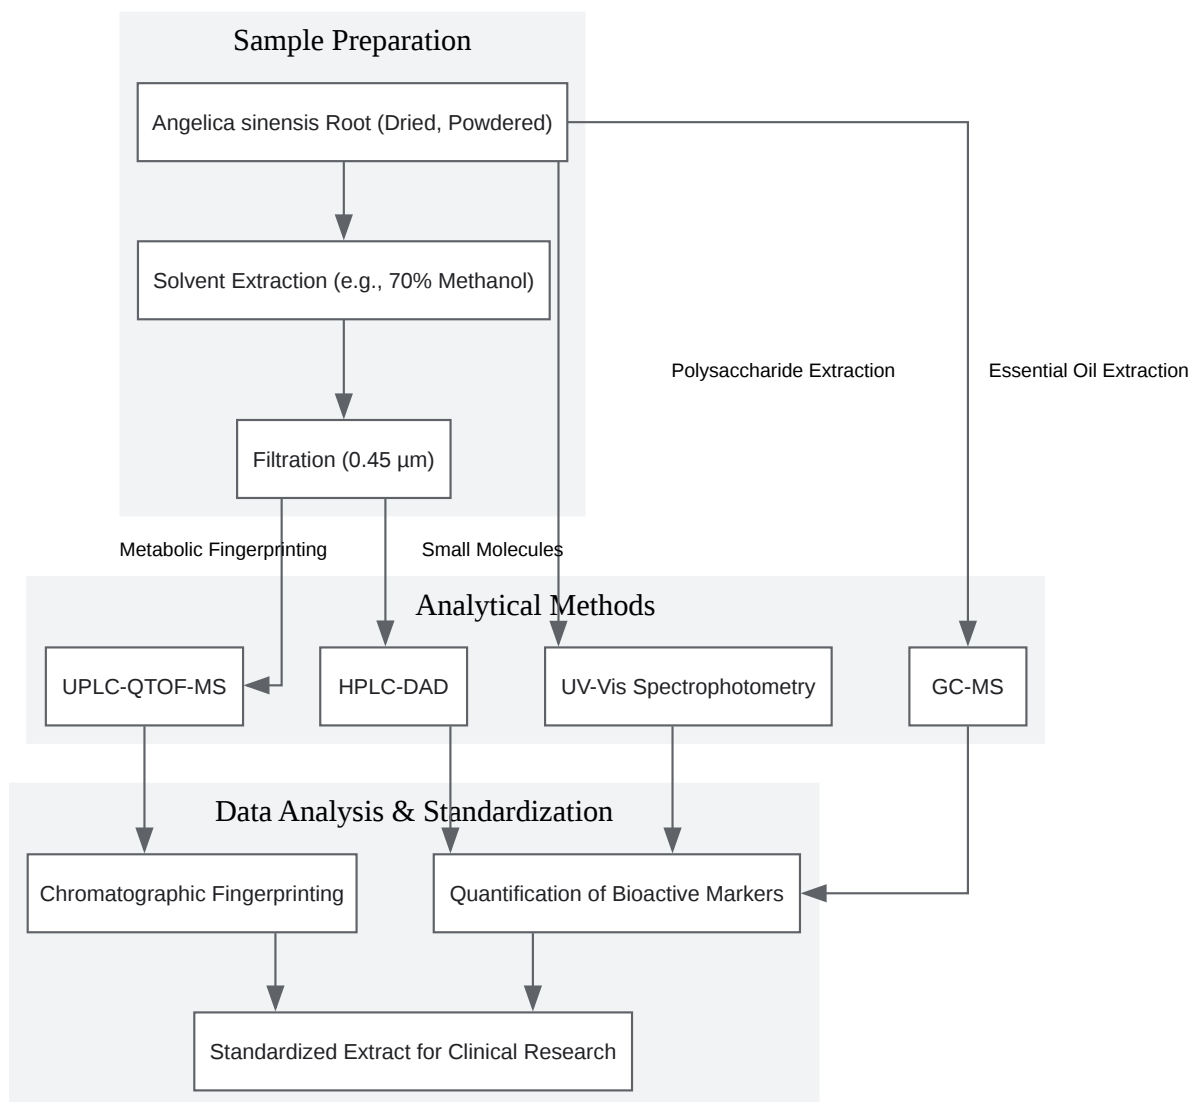 Sample Preparation
Angelica sinensis Root (Dried, Powdered)
Solvent Extraction (e.g., 70% Methanol)
Polysaccharide Extraction
Essential Oil Extraction
Filtration (0.45 µm)
Metabolic Fingerprinting
Small Molecules
Analytical Methods
UPLC-QTOF-MS
HPLC-DAD
UV-Vis Spectrophotometry
GC-MS
Data Analysis & Standardization
Chromatographic Fingerprinting
Quantification of Bioactive Markers
Standardized Extract for Clinical Research